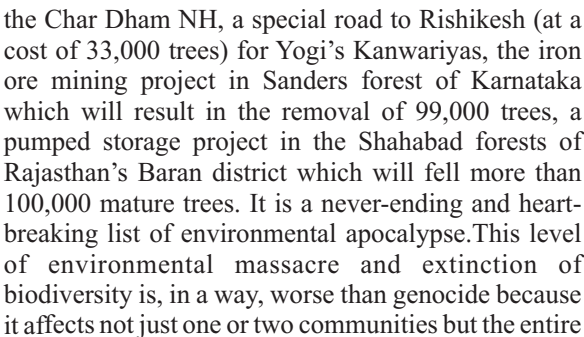 the Char Dham NH, a special road to Rishikesh (at a
cost of 33,000 trees) for Yogi’s Kanwariyas, the iron
ore mining project in Sanders forest of Karnataka
which will result in the removal of 99,000 trees, a
pumped storage project in the Shahabad forests of
Rajasthan’s Baran district which will fell more than
100,000 mature trees. It is a never-ending and heart-
breaking list of environmental apocalypse.This level
of environmental massacre and extinction of
biodiversity is, in a way, worse than genocide because
it affects not just one or two communities but the entire